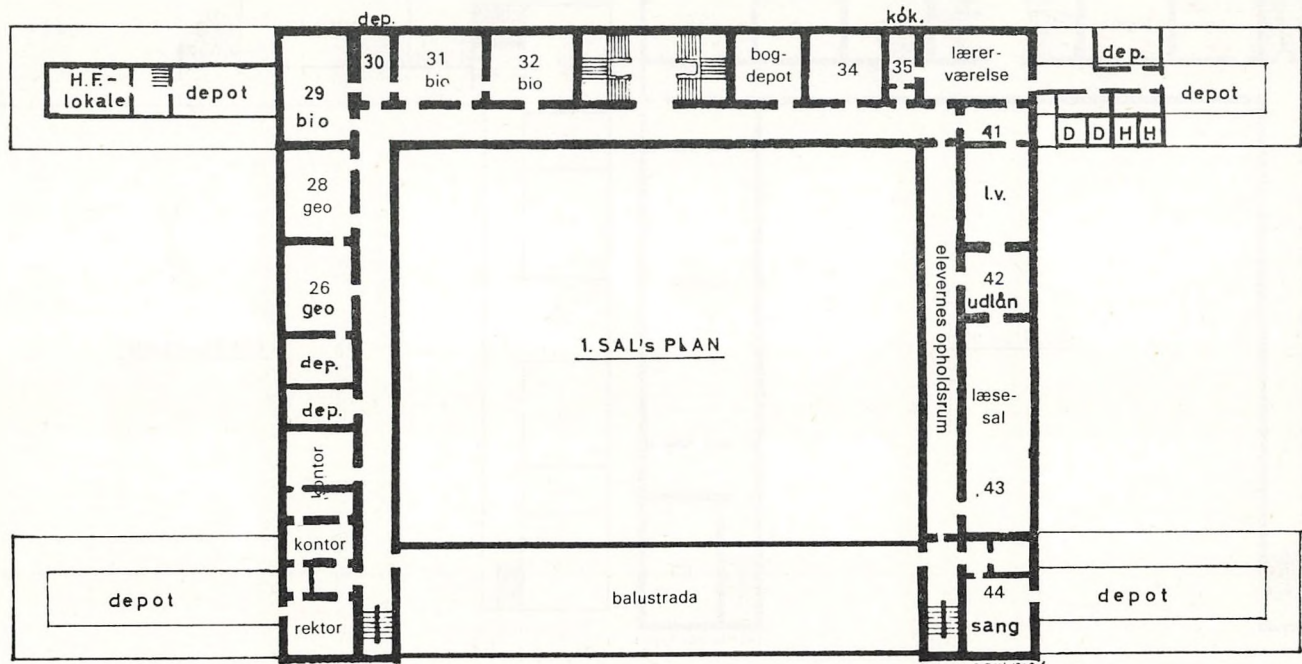 dep.
køk.
H.F.-
lokale
depot
29
bio
30
31
bio
32
bio
bog-
depot
34
35
lærer-
værelse
dep.
depot
D D H H
41
28
geo
l.v.
26
geo
42
udlån
elevernes opholdsrum
1. SAL's PLAN
dep.
dep.
læse-
sal
kontor
43
kontor
depot
rektor
balustrada
44
sang
depot